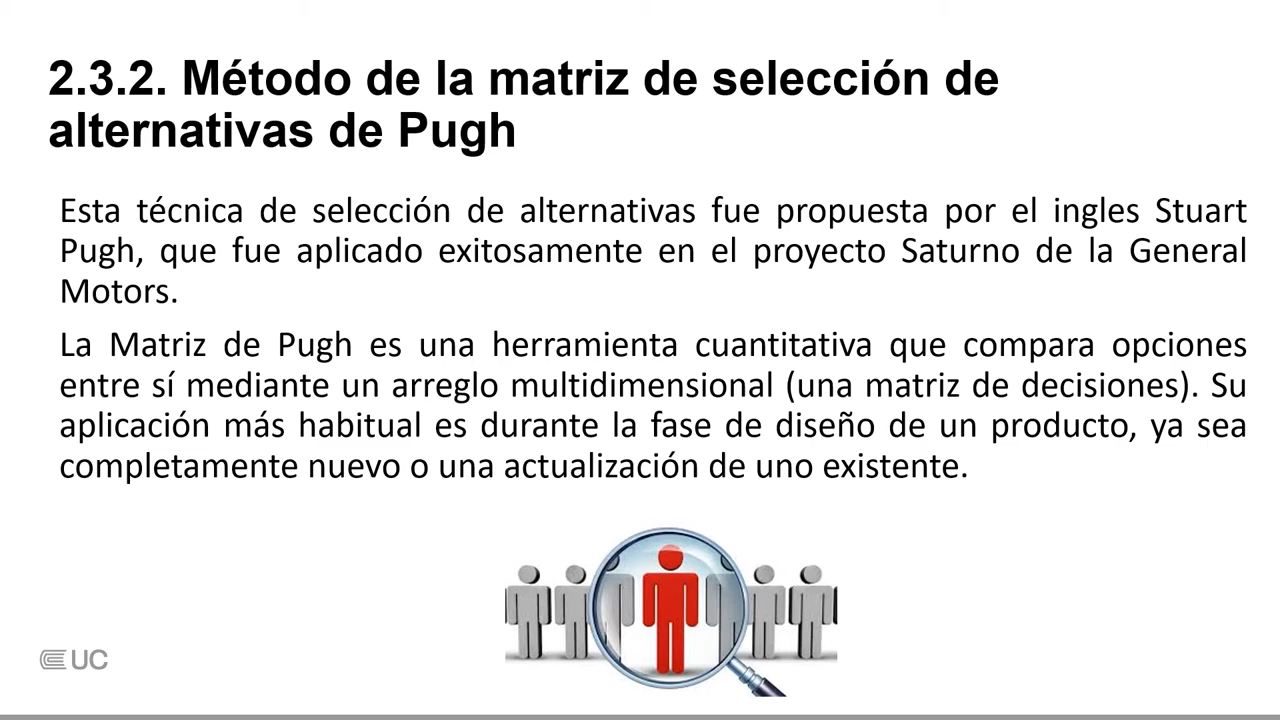 2.3.2. Método de la matriz de selección de
alternativas de Pugh
Esta técnica de selección de alternativas fue propuesta por el ingles Stuart
Pugh, que fue aplicado exitosamente en el proyecto Saturno de la General
Motors.
La Matriz de Pugh es una herramienta cuantitativa que compara opciones
entre sí mediante un arreglo multidimensional (una matriz de decisiones). Su
aplicación más habitual es durante la fase de diseño de un producto, ya sea
completamente nuevo o una actualización de uno existente.
UC